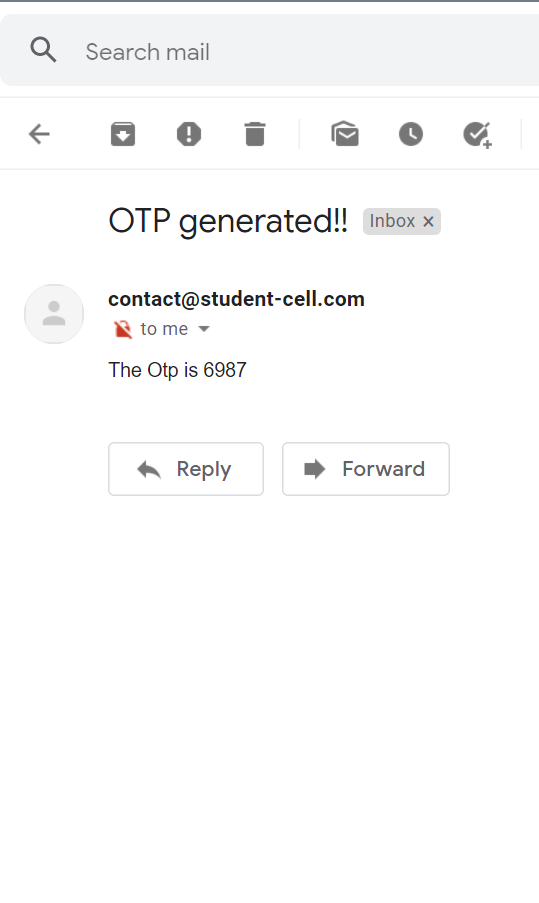 Search mail
OTP generated!! Inbox ×
contact@student-cell.com
to me
The Otp is 6987
Reply
Forward